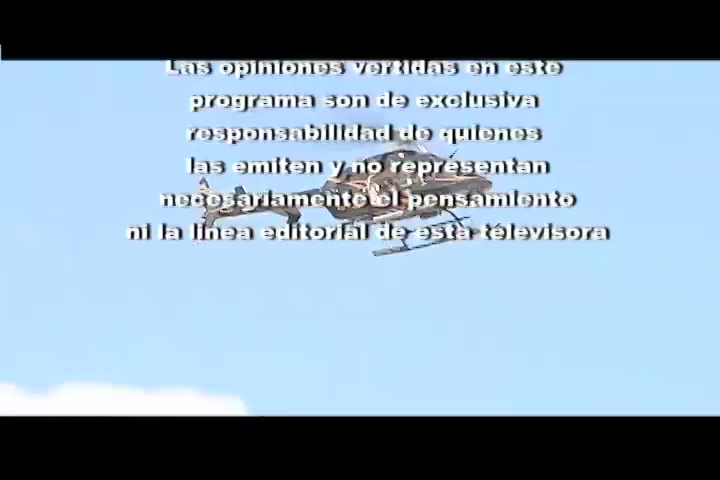 Las opiniones vertidas en este
programa son de exclusiva
responsabilidad de quienes
las emiten y no representan
necesariamente el pensamiento
ni la línea editorial de esta televisora